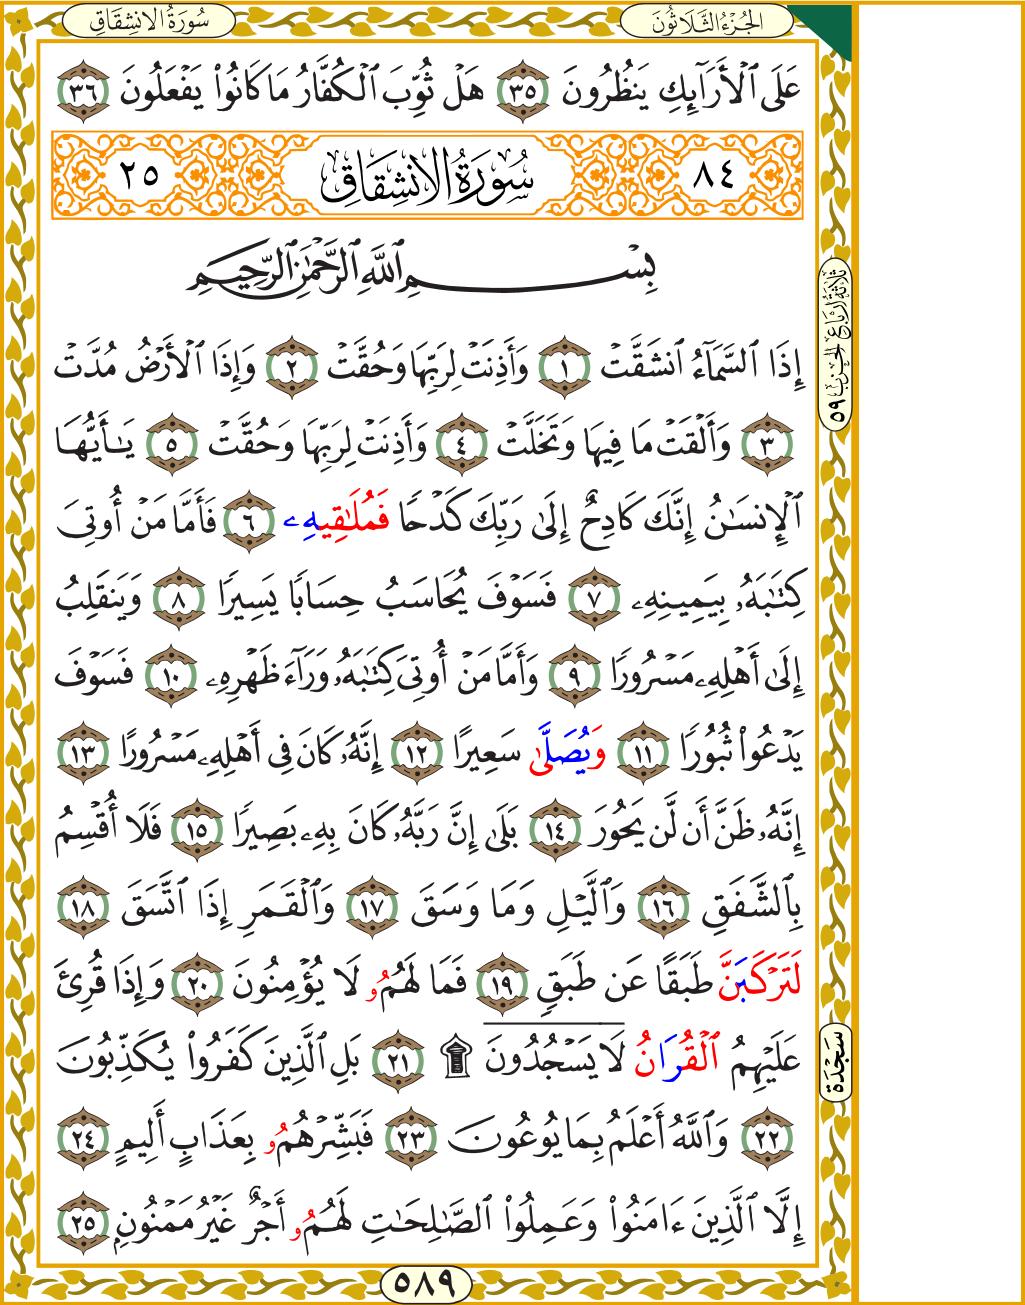 سُورَةُ الِانشِقَاقِ
الجُزْءُ الثَّلَاثُونَ
عَلَى ٱلْأَرَآئِكِ يَنظُرُونَ ٣٥ هَلْ ثُوِّبَ ٱلْكُفَّارُ مَا كَانُوا۟ يَفْعَلُونَ ٣٦
٨٤ سُورَةُ الِانشِقَاقِ ٢٥
بِسْمِ ٱللَّهِ ٱلرَّحْمَٰنِ ٱلرَّحِيمِ
إِذَا ٱلسَّمَآءُ ٱنشَقَّتْ ١ وَأَذِنَتْ لِرَبِّهَا وَحُقَّتْ ٢ وَإِذَا ٱلْأَرْضُ مُدَّتْ
٣ وَأَلْقَتْ مَا فِيهَا وَتَخَلَّتْ ٤ وَأَذِنَتْ لِرَبِّهَا وَحُقَّتْ ٥ يَٰٓأَيُّهَا
ٱلْإِنسَٰنُ إِنَّكَ كَادِحٌ إِلَىٰ رَبِّكَ كَدْحًا فَمُلَٰقِيهِۦ ٦ فَأَمَّا مَنْ أُوتِىَ
كِتَٰبَهُۥ بِيَمِينِهِۦ ٧ فَسَوْفَ يُحَاسَبُ حِسَابًا يَسِيرًا ٨ وَيَنقَلِبُ
إِلَىٰٓ أَهْلِهِۦ مَسْرُورًا ٩ وَأَمَّا مَنْ أُوتِىَ كِتَٰبَهُۥ وَرَآءَ ظَهْرِهِۦ ١٠ فَسَوْفَ
يَدْعُوا۟ ثُبُورًا ١١ وَيُصَلَّىٰ سَعِيرًا ١٢ إِنَّهُۥ كَانَ فِىٓ أَهْلِهِۦ مَسْرُورًا ١٣
إِنَّهُۥ ظَنَّ أَن لَّن يَحُورَ ١٤ بَلَىٰٓ إِنَّ رَبَّهُۥ كَانَ بِهِۦ بَصِيرًا ١٥ فَلَآ أُقْسِمُ
بِٱلشَّفَقِ ١٦ وَٱلَّيْلِ وَمَا وَسَقَ ١٧ وَٱلْقَمَرِ إِذَا ٱتَّسَقَ ١٨
لَتَرْكَبَنَّ طَبَقًا عَن طَبَقٍ ١٩ فَمَا لَهُمُۥ لَا يُؤْمِنُونَ ٢٠ وَإِذَا قُرِئَ
عَلَيْهِمُ ٱلْقُرَانُ لَا يَسْجُدُونَ ۩ ٢١ بَلِ ٱلَّذِينَ كَفَرُوا۟ يُكَذِّبُونَ
٢٢ وَٱللَّهُ أَعْلَمُ بِمَا يُوعُونَ ٢٣ فَبَشِّرْهُمُۥ بِعَذَابٍ أَلِيمٍ ٢٤
إِلَّا ٱلَّذِينَ ءَامَنُوا۟ وَعَمِلُوا۟ ٱلصَّٰلِحَٰتِ لَهُمُۥٓ أَجْرٌ غَيْرُ مَمْنُونٍۭ ٢٥
ثلاثة أرباع الحزب ٥٩
سَجْدَة
٥٨٩